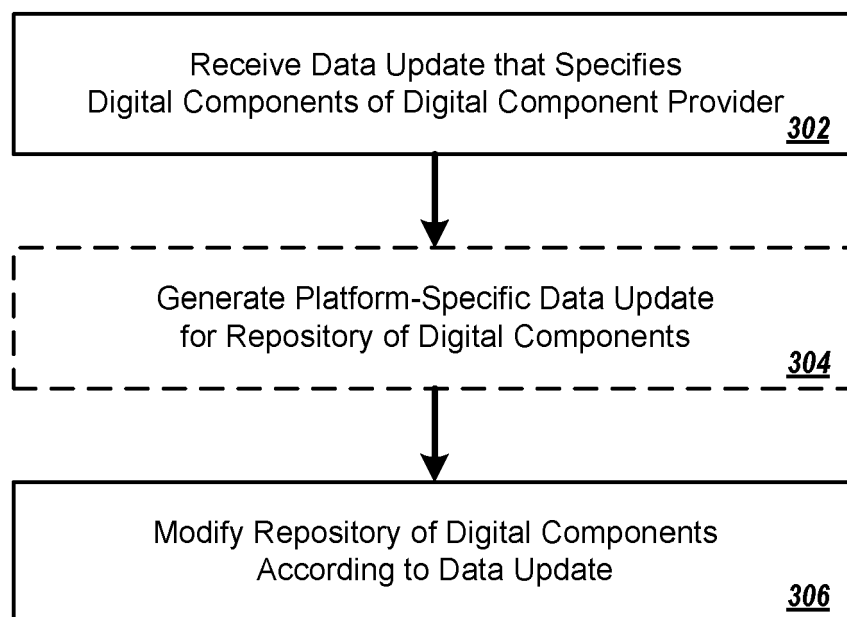 Receive Data Update that Specifies
Digital Components of Digital Component Provider
302
Generate Platform-Specific Data Update
for Repository of Digital Components
304
Modify Repository of Digital Components
According to Data Update
306